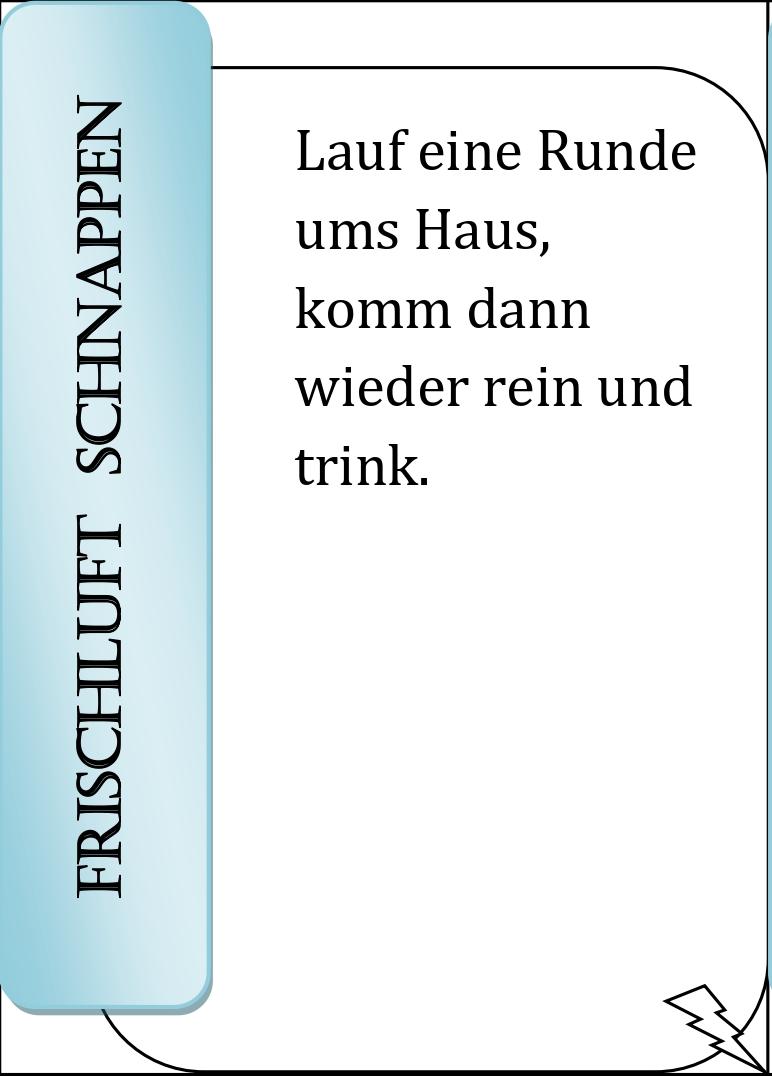 FRISCHLUFT SCHNAPPEN
Lauf eine Runde
ums Haus,
komm dann
wieder rein und
trink.